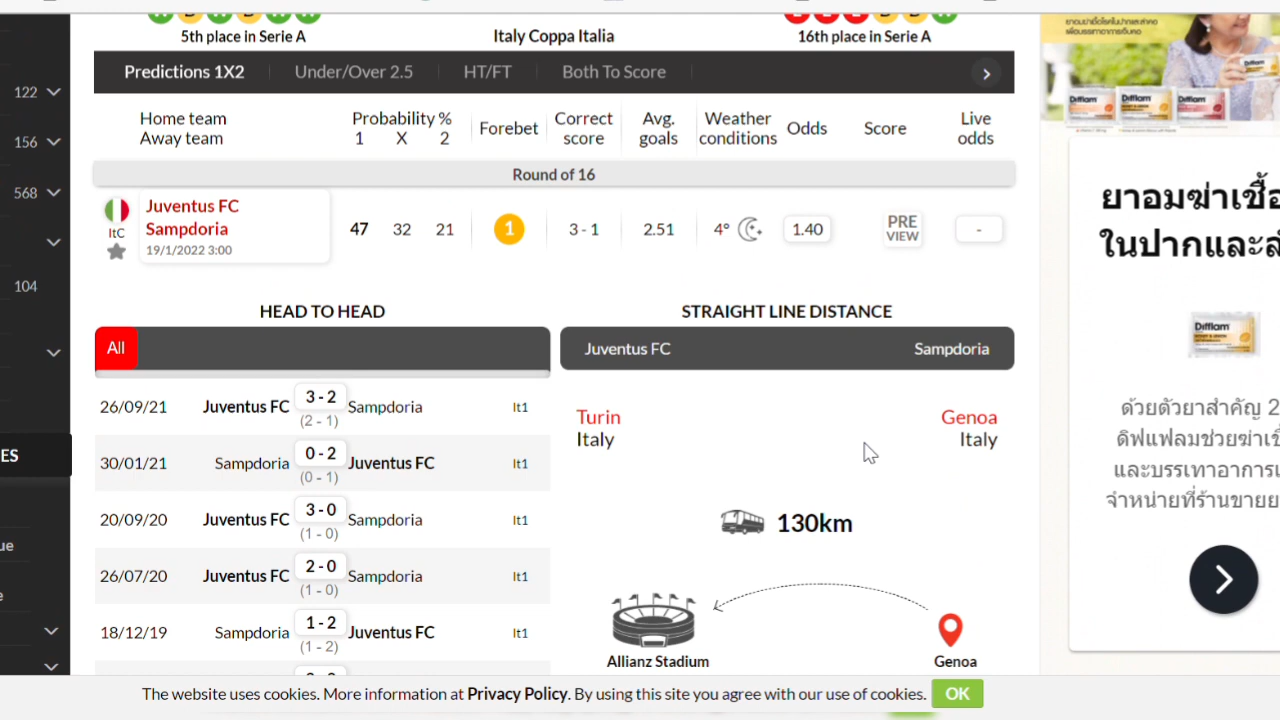 5th place in Serie A
Italy Coppa Italia
16th place in Serie A
Predictions 1X2
Under/Over 2.5
HT/FT
Both To Score
Home team
Away team
Probability %
1 X 2
Forebet
Correct
score
Avg.
goals
Weather
conditions
Odds
Score
Live
odds
Round of 16
ItC
Juventus FC
Sampdoria
19/1/2022 3:00
47 32 21
1
3 - 1
2.51
4°
1.40
PRE
VIEW
-
122
156
568
104
ES
ue
e
HEAD TO HEAD
All
26/09/21 Juventus FC 3 - 2 Sampdoria It1
(2 - 1)
30/01/21 Sampdoria 0 - 2 Juventus FC It1
(0 - 1)
20/09/20 Juventus FC 3 - 0 Sampdoria It1
(1 - 0)
26/07/20 Juventus FC 2 - 0 Sampdoria It1
(1 - 0)
18/12/19 Sampdoria 1 - 2 Juventus FC It1
(1 - 2)
STRAIGHT LINE DISTANCE
Juventus FC
Sampdoria
Turin
Italy
Genoa
Italy
130km
Allianz Stadium
Genoa
ยาอมฆ่าเชื้อ
ในปากและลำ
Difflam
ด้วยตัวยาสำคัญ 2
ดิฟแฟลมช่วยฆ่าเชื้
และบรรเทาอาการเ
จำหน่ายที่ร้านขายย
The website uses cookies. More information at Privacy Policy. By using this site you agree with our use of cookies.
OK